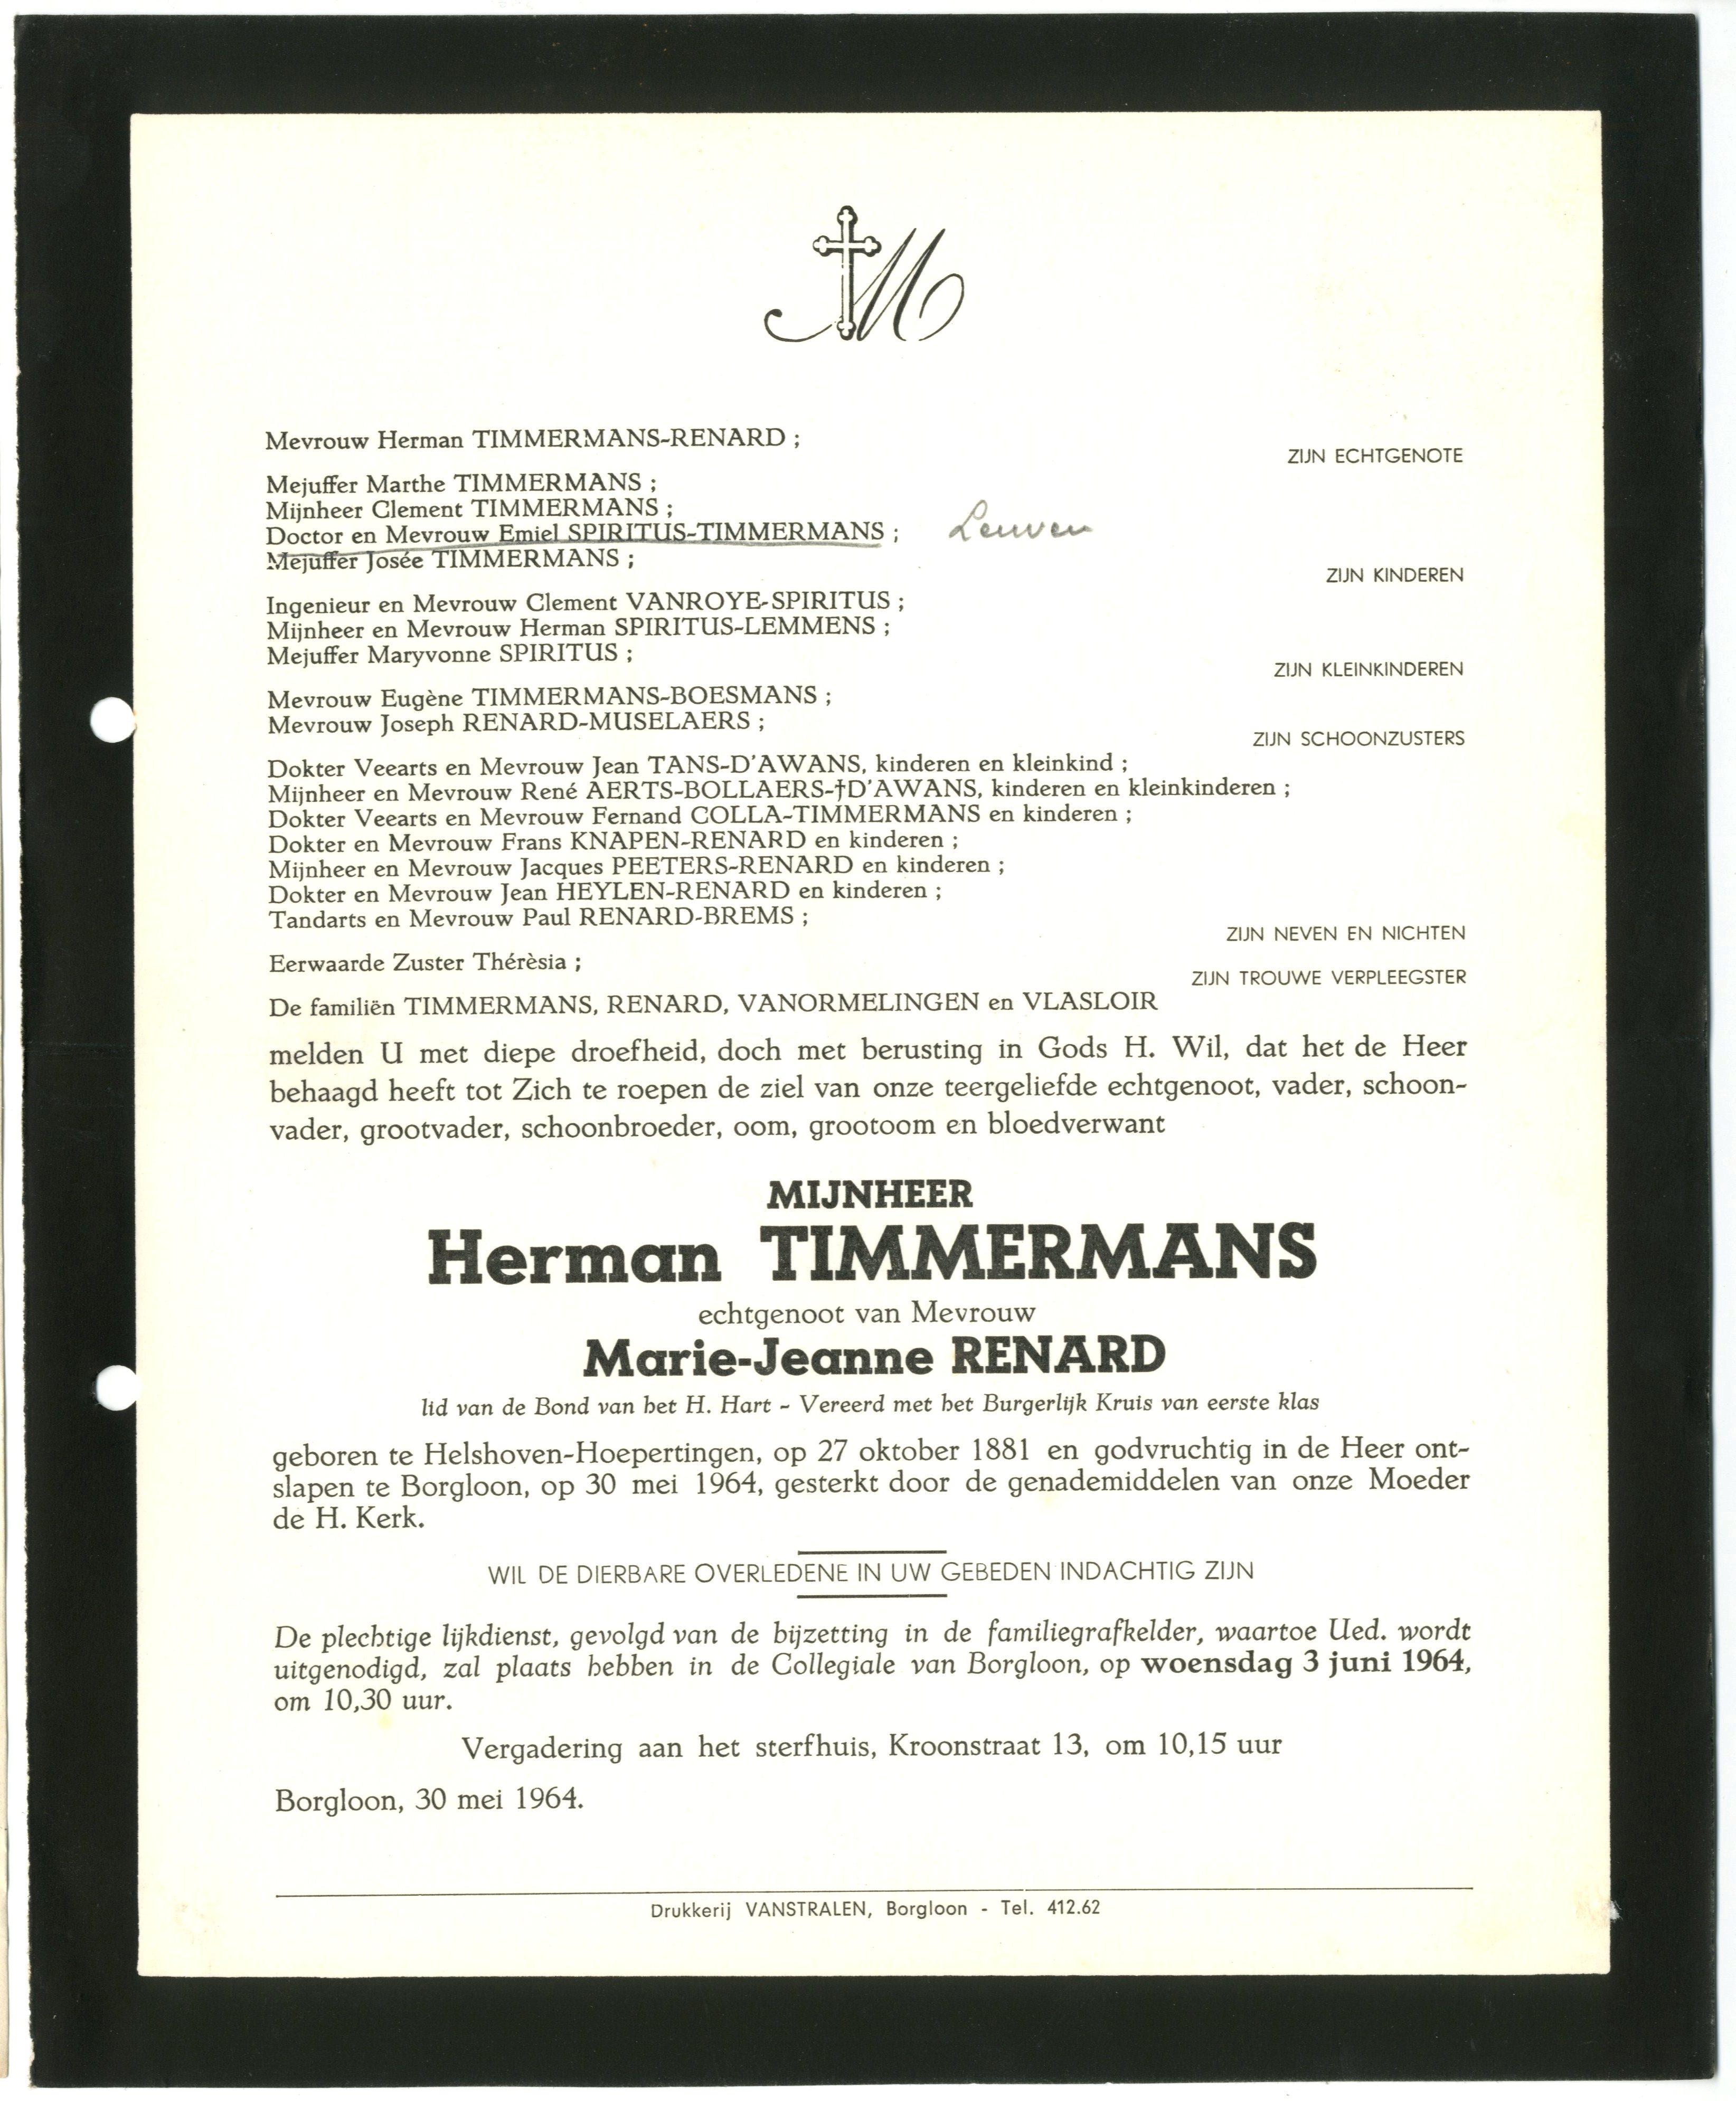 M
Mevrouw Herman TIMMERMANS-RENARD ;
ZIJN ECHTGENOTE
Mejuffer Marthe TIMMERMANS ;
Mijnheer Clement TIMMERMANS ;
Doctor en Mevrouw Emiel SPIRITUS-TIMMERMANS ; Leuven
Mejuffer Josée TIMMERMANS ;
ZIJN KINDEREN
Ingenieur en Mevrouw Clement VANROYE-SPIRITUS ;
Mijnheer en Mevrouw Herman SPIRITUS-LEMMENS ;
Mejuffer Maryvonne SPIRITUS ;
ZIJN KLEINKINDEREN
Mevrouw Eugène TIMMERMANS-BOESMANS ;
Mevrouw Joseph RENARD-MUSELAERS ;
ZIJN SCHOONZUSTERS
Dokter Veearts en Mevrouw Jean TANS-D'AWANS, kinderen en kleinkind ;
Mijnheer en Mevrouw René AERTS-BOLLAERS-†D'AWANS, kinderen en kleinkinderen ;
Dokter Veearts en Mevrouw Fernand COLLA-TIMMERMANS en kinderen ;
Dokter en Mevrouw Frans KNAPEN-RENARD en kinderen ;
Mijnheer en Mevrouw Jacques PEETERS-RENARD en kinderen ;
Dokter en Mevrouw Jean HEYLEN-RENARD en kinderen ;
Tandarts en Mevrouw Paul RENARD-BREMS ;
ZIJN NEVEN EN NICHTEN
Eerwaarde Zuster Thérèsia ;
ZIJN TROUWE VERPLEEGSTER
De familiën TIMMERMANS, RENARD, VANORMELINGEN en VLASLOIR
melden U met diepe droefheid, doch met berusting in Gods H. Wil, dat het de Heer
behaagd heeft tot Zich te roepen de ziel van onze teergeliefde echtgenoot, vader, schoon-
vader, grootvader, schoonbroeder, oom, grootoom en bloedverwant
MIJNHEER
Herman TIMMERMANS
echtgenoot van Mevrouw
Marie-Jeanne RENARD
lid van de Bond van het H. Hart - Vereerd met het Burgerlijk Kruis van eerste klas
geboren te Helshoven-Hoepertingen, op 27 oktober 1881 en godvruchtig in de Heer ont-
slapen te Borgloon, op 30 mei 1964, gesterkt door de genademiddelen van onze Moeder
de H. Kerk.
WIL DE DIERBARE OVERLEDENE IN UW GEBEDEN INDACHTIG ZIJN
De plechtige lijkdienst, gevolgd van de bijzetting in de familiegrafkelder, waartoe Ued. wordt
uitgenodigd, zal plaats hebben in de Collegiale van Borgloon, op woensdag 3 juni 1964,
om 10,30 uur.
Vergadering aan het sterfhuis, Kroonstraat 13, om 10,15 uur
Borgloon, 30 mei 1964.
Drukkerij VANSTRALEN, Borgloon - Tel. 412.62